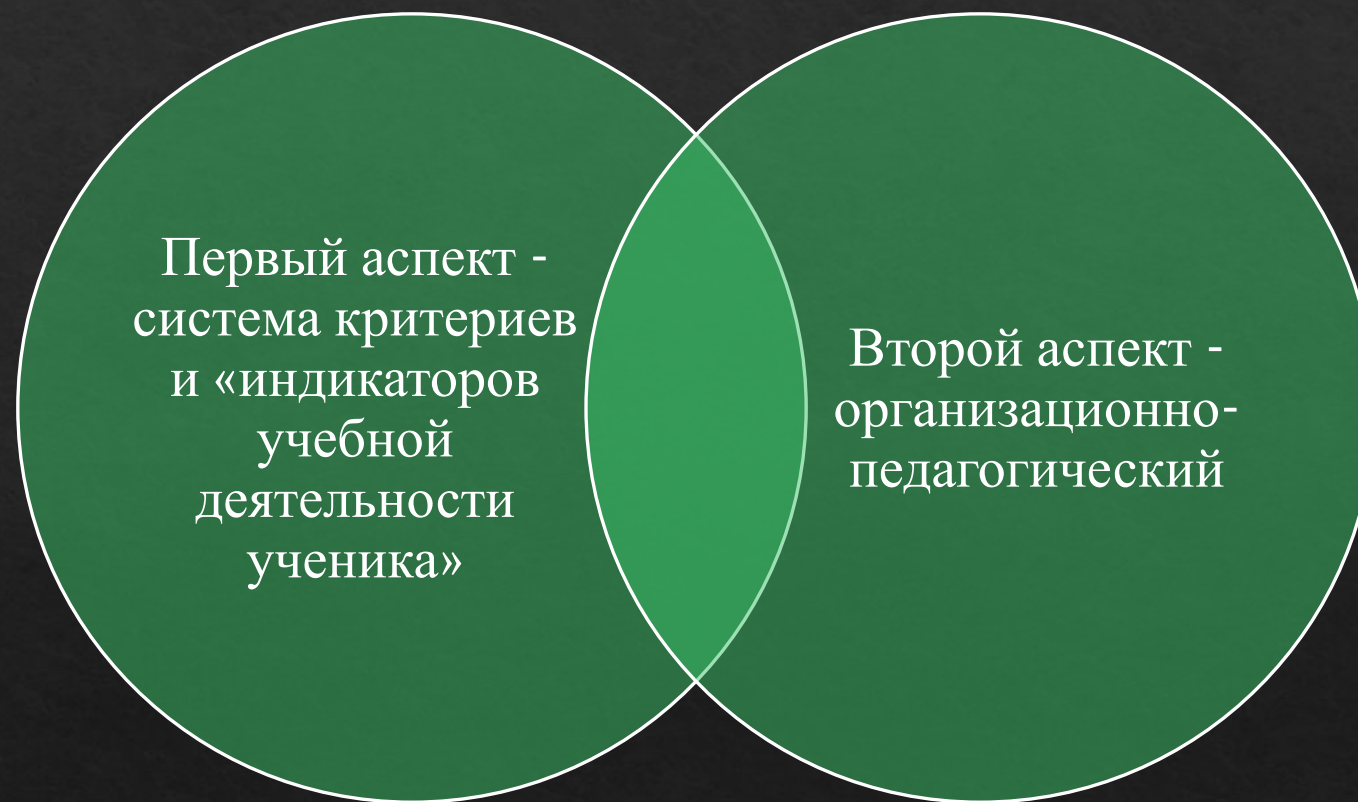 Первый аспект -
система критериев
и «индикаторов
учебной
деятельности
ученика»
Второй аспект -
организационно-
педагогический